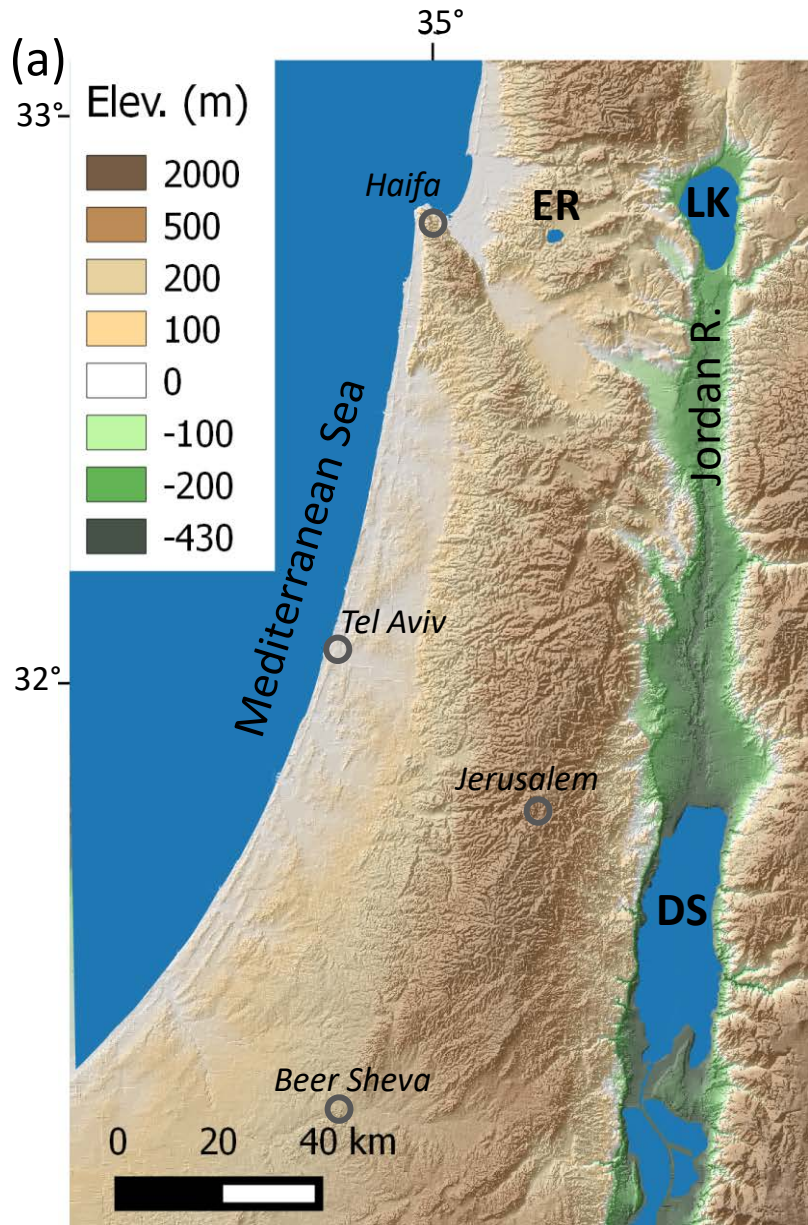 35°
(a)
33°
Elev. (m)
2000
500
200
100
0
-100
-200
-430
Haifa
ER
LK
Jordan R.
Mediterranean Sea
Tel Aviv
32°
Jerusalem
DS
Beer Sheva
0 20 40 km